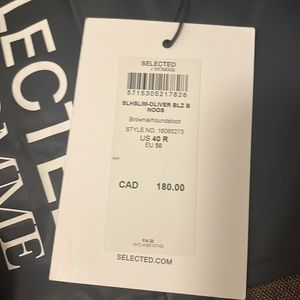 SELECTED
/ HOMME
5715305217828
SLHSLIM-OLIVER BLZ B
NOOS
Brownie/houndstoot
STYLE NO. 16085273
US 40 R
EU 50
CAD 180.00
F/A 22
SELECTED.COM